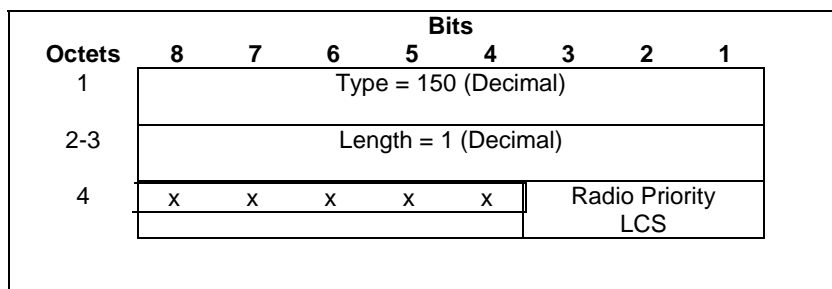 Bits
Octets 8 7 6 5 4 3 2 1
1 Type = 150 (Decimal)
2-3 Length = 1 (Decimal)
4 x x x x x Radio Priority
LCS